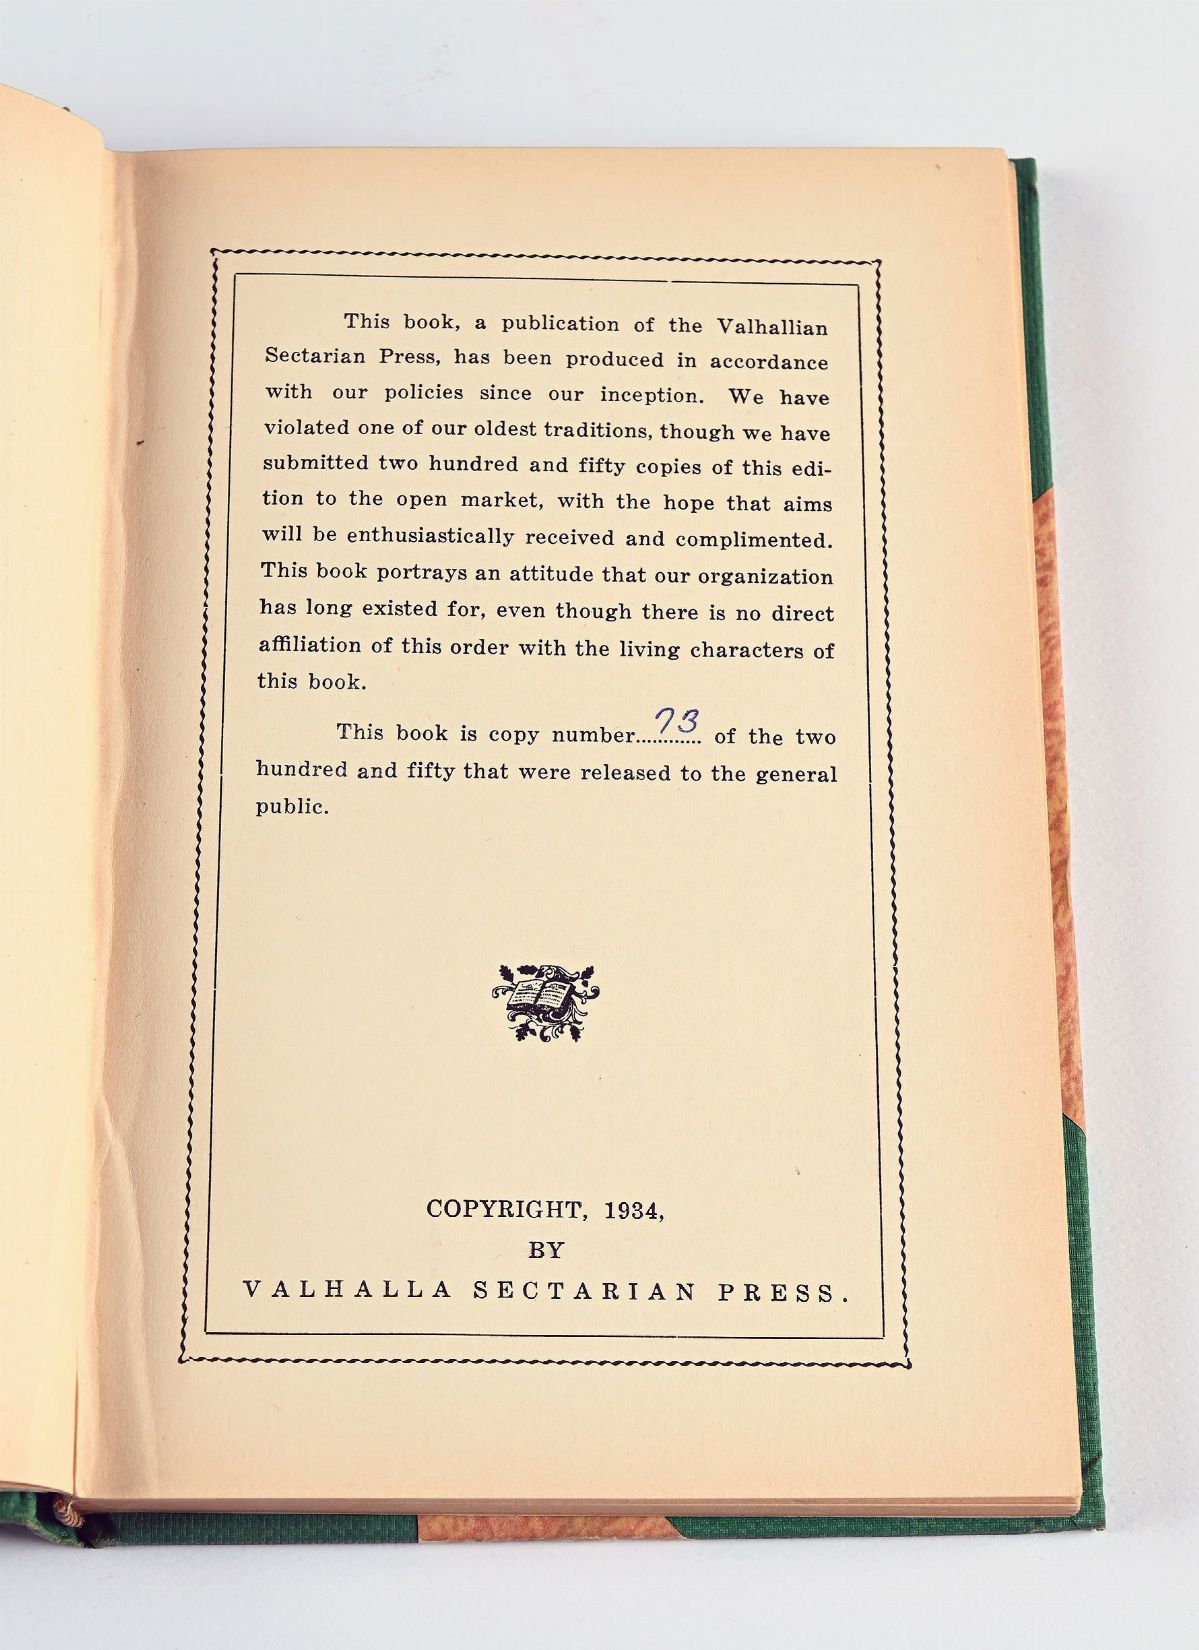 This book, a publication of the Valhallian
Sectarian Press, has been produced in accordance
with our policies since our inception. We have
violated one of our oldest traditions, though we have
submitted two hundred and fifty copies of this edi-
tion to the open market, with the hope that aims
will be enthusiastically received and complimented.
This book portrays an attitude that our organization
has long existed for, even though there is no direct
affiliation of this order with the living characters of
this book.
This book is copy number............ 73 of the two
hundred and fifty that were released to the general
public.
COPYRIGHT, 1934,
BY
VALHALLA SECTARIAN PRESS.